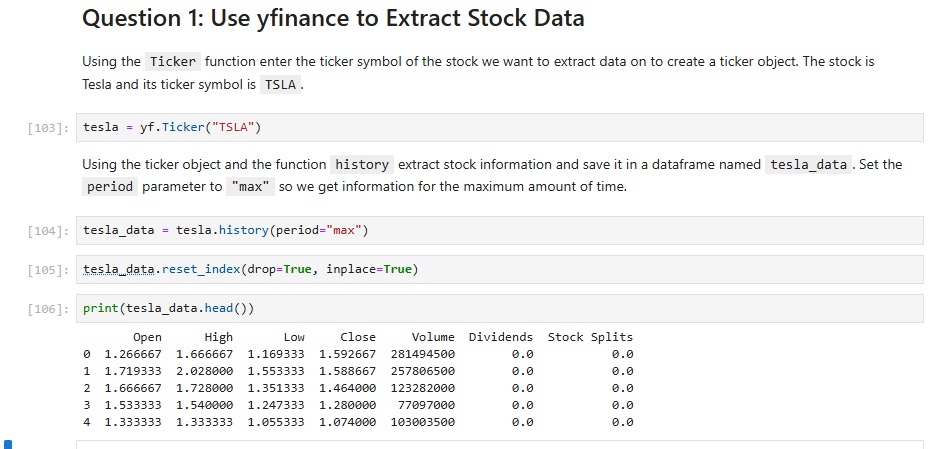 Question 1: Use yfinance to Extract Stock Data
Using the Ticker function enter the ticker symbol of the stock we want to extract data on to create a ticker object. The stock is
Tesla and its ticker symbol is TSLA .
[103]: tesla = yf.Ticker("TSLA")
Using the ticker object and the function history extract stock information and save it in a dataframe named tesla_data . Set the
period parameter to "max" so we get information for the maximum amount of time.
[104]: tesla_data = tesla.history(period="max")
[105]: tesla_data.reset_index(drop=True, inplace=True)
[106]: print(tesla_data.head())
Open High Low Close Volume Dividends Stock Splits
0 1.266667 1.666667 1.169333 1.592667 281494500 0.0 0.0
1 1.719333 2.028000 1.553333 1.588667 257806500 0.0 0.0
2 1.666667 1.728000 1.351333 1.464000 123282000 0.0 0.0
3 1.533333 1.540000 1.247333 1.280000 77097000 0.0 0.0
4 1.333333 1.333333 1.055333 1.074000 103003500 0.0 0.0